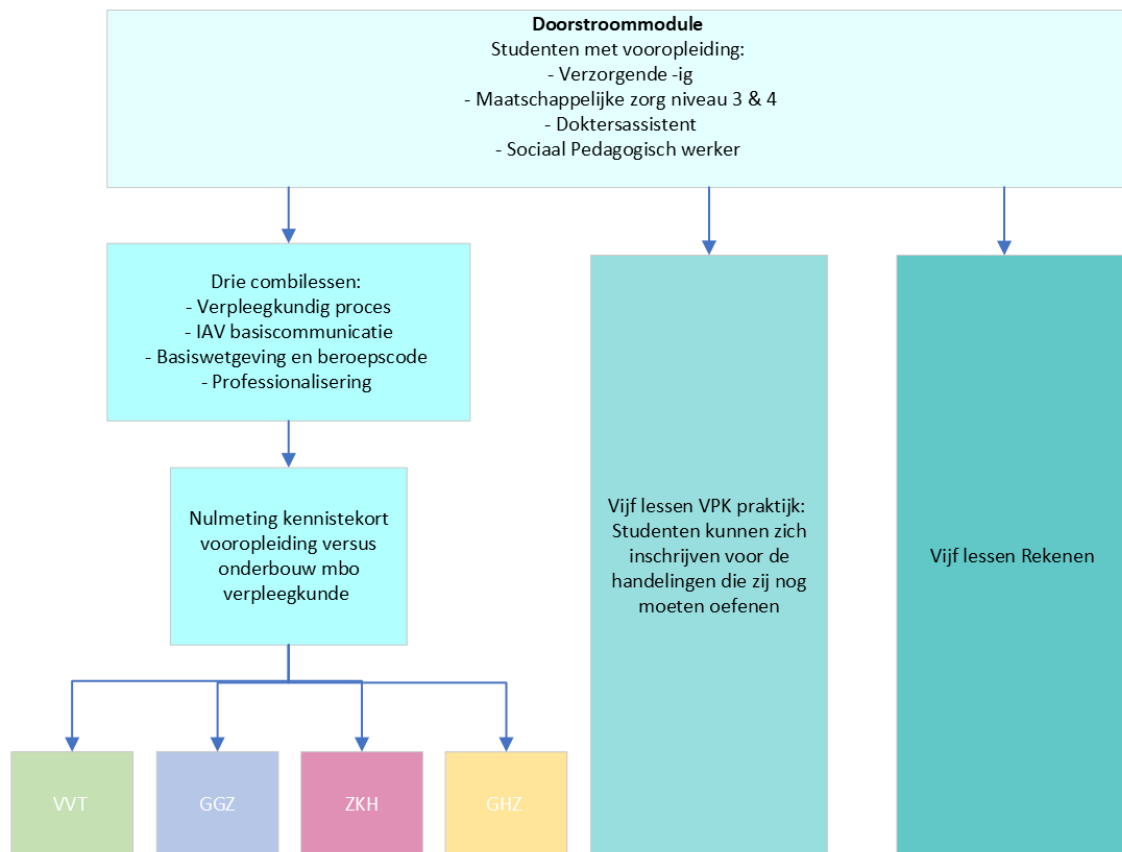 Doorstroommodule
Studenten met vooropleiding:
- Verzorgende -ig
- Maatschappelijke zorg niveau 3 & 4
- Doktersassistent
- Sociaal Pedagogisch werker
Drie combilessen:
- Verpleegkundig proces
- IAV basiscommunicatie
- Basiswetgeving en beroepscode
- Professionalisering
Nulmeting kennistekort
vooropleiding versus
onderbouw mbo
verpleegkunde
VVT
GGZ
ZKH
GHZ
Vijf lessen VPK praktijk:
Studenten kunnen zich
inschrijven voor de
handelingen die zij nog
moeten oefenen
Vijf lessen Rekenen